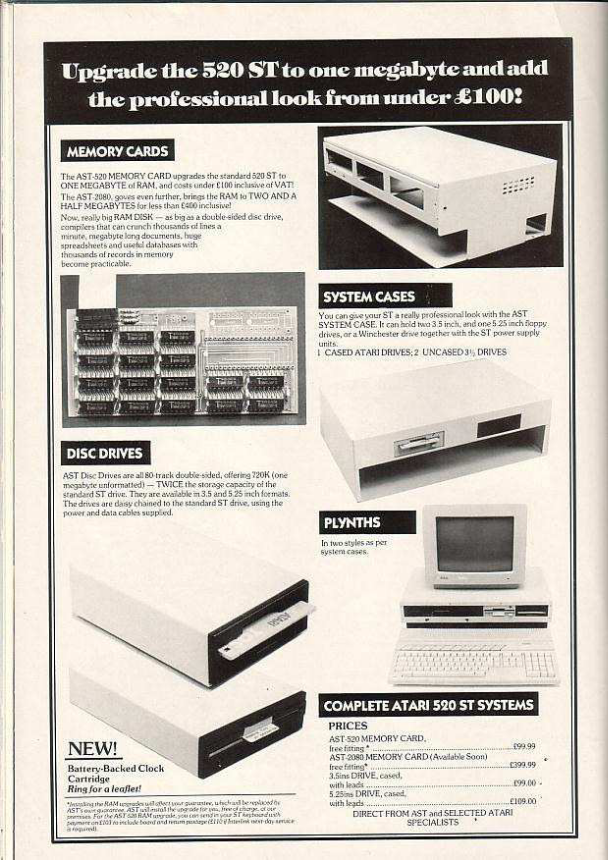 Upgrade the 520 ST to one megabyte and add
the professional look from under £100!
MEMORY CARDS
The AST-520 MEMORY CARD upgrades the standard 520 ST to
ONE MEGABYTE of RAM, and costs under £100 inclusive of VAT!
The AST-2080, goves even further, brings the RAM to TWO AND A
HALF MEGABYTES for less than £400 inclusive!
Now, really big RAM DISK — as big as a double-sided disc drive,
compilers that can crunch thousands of lines a
minute, megabyte long documents, huge
spreadsheets and useful databases with
thousands of records in memory
become practicable.
DISC DRIVES
AST Disc Drives are all 80-track double-sided, offering 720K (one
megabyte unformatted) — TWICE the storage capacity of the
standard ST drive. They are available in 3.5 and 5.25 inch formats.
The drives are daisy chained to the standard ST drive, using the
power and data cables supplied.
NEW!
Battery-Backed Clock
Cartridge
Ring for a leaflet!
*Installing the RAM upgrades will affect your guarantee, which will be replaced by
AST's own guarantee. AST will install the upgrade for you, free of charge, at our
premises. For the AST-520 RAM upgrade, you can send in your ST keyboard with
payment on £103 to include board and return postage (£110 if Interlink next-day service
is required).
SYSTEM CASES
You can give your ST a really professional look with the AST
SYSTEM CASE. It can hold two 3.5 inch, and one 5.25 inch floppy
drives, or a Winchester drive together with the ST power supply
units.
1 CASED ATARI DRIVES; 2 UNCASED 3½ DRIVES
PLYNTHS
In two styles as per
system cases.
COMPLETE ATARI 520 ST SYSTEMS
PRICES
AST-520 MEMORY CARD,
free fitting * ........ £99.99
AST-2080 MEMORY CARD (Available Soon)
free fitting* ........ £399.99
3.5ins DRIVE, cased,
with leads ........ £99.00
5.25ins DRIVE, cased,
with leads ........ £109.00
DIRECT FROM AST and SELECTED ATARI
SPECIALISTS